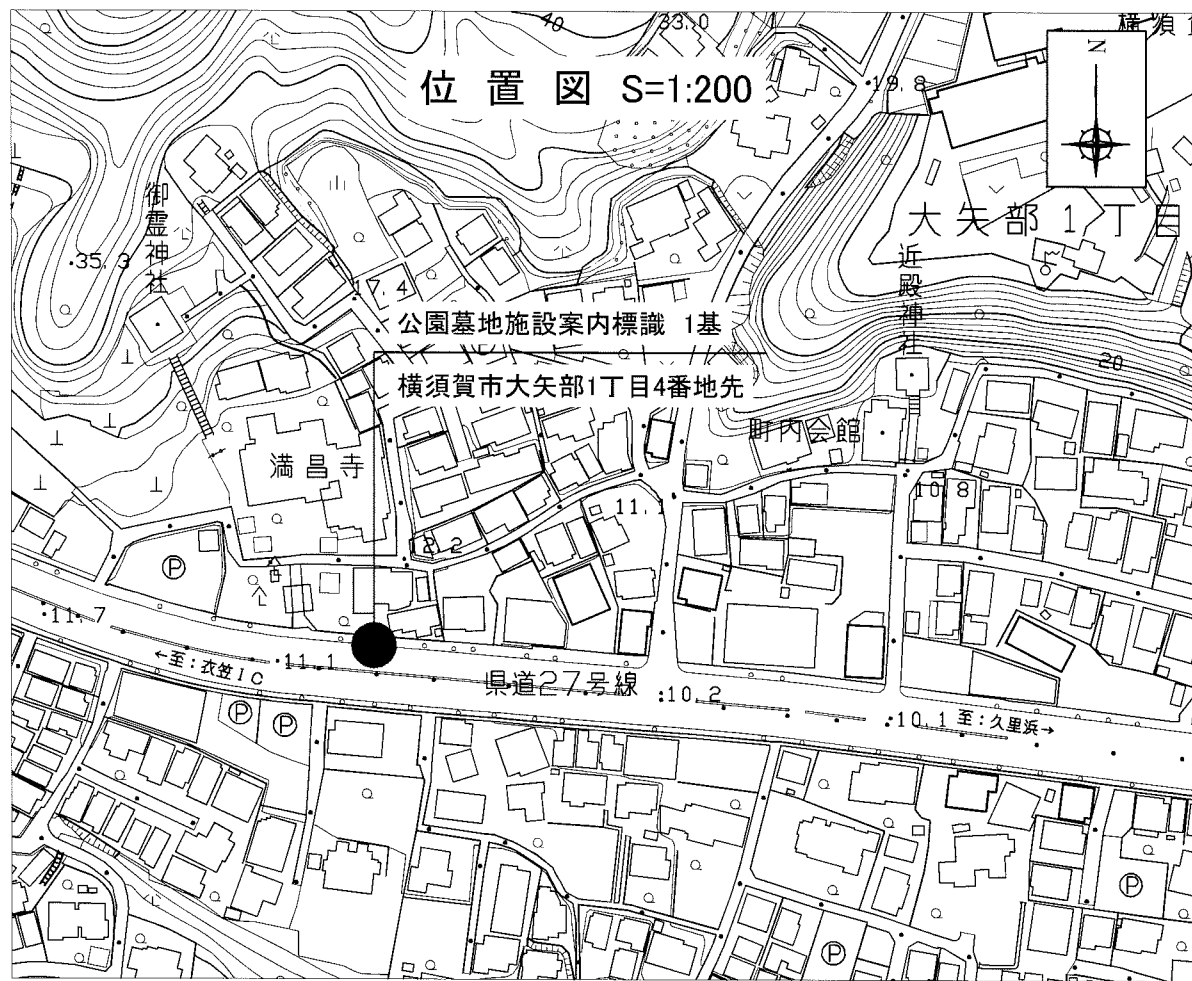 40
33.0
横須
位置図 S=1:200
19.8
N
御霊神社
大矢部1丁目
35.3
近殿神社
17.4
公園墓地施設案内標識 1基
横須賀市大矢部1丁目4番地先
20
町内会館
満昌寺
10.8
11.1
12.2
P
11.7
←至:衣笠IC
11.1
県道27号線
10.2
10.1
至:久里浜→
P
P
P
P